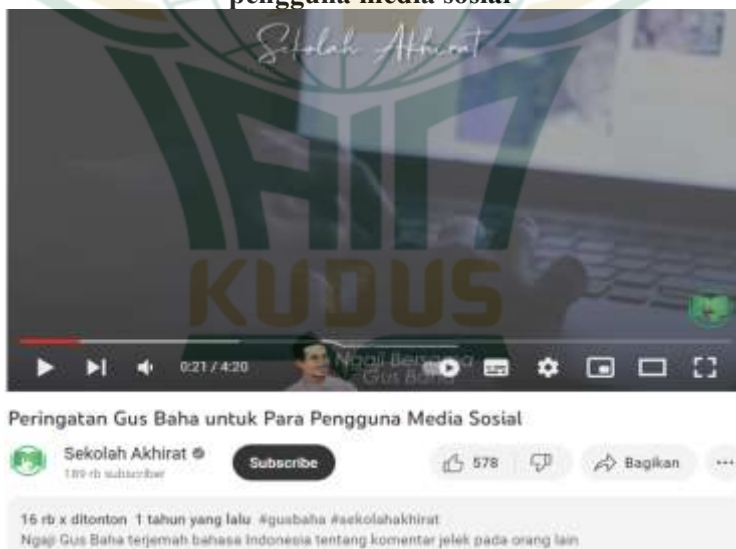 pengguna media sosial
Sekolah Akhirat
KUDUS
0:21 / 4:20
Ngaji Bersama
Gus Baha
Peringatan Gus Baha untuk Para Pengguna Media Sosial
Sekolah Akhirat
189 rb subscriber
Subscribe
578
Bagikan
16 rb x ditonton 1 tahun yang lalu #gusbaha #sekolahakhirat
Ngaji Gus Baha terjemah bahasa Indonesia tentang komentar jelek pada orang lain